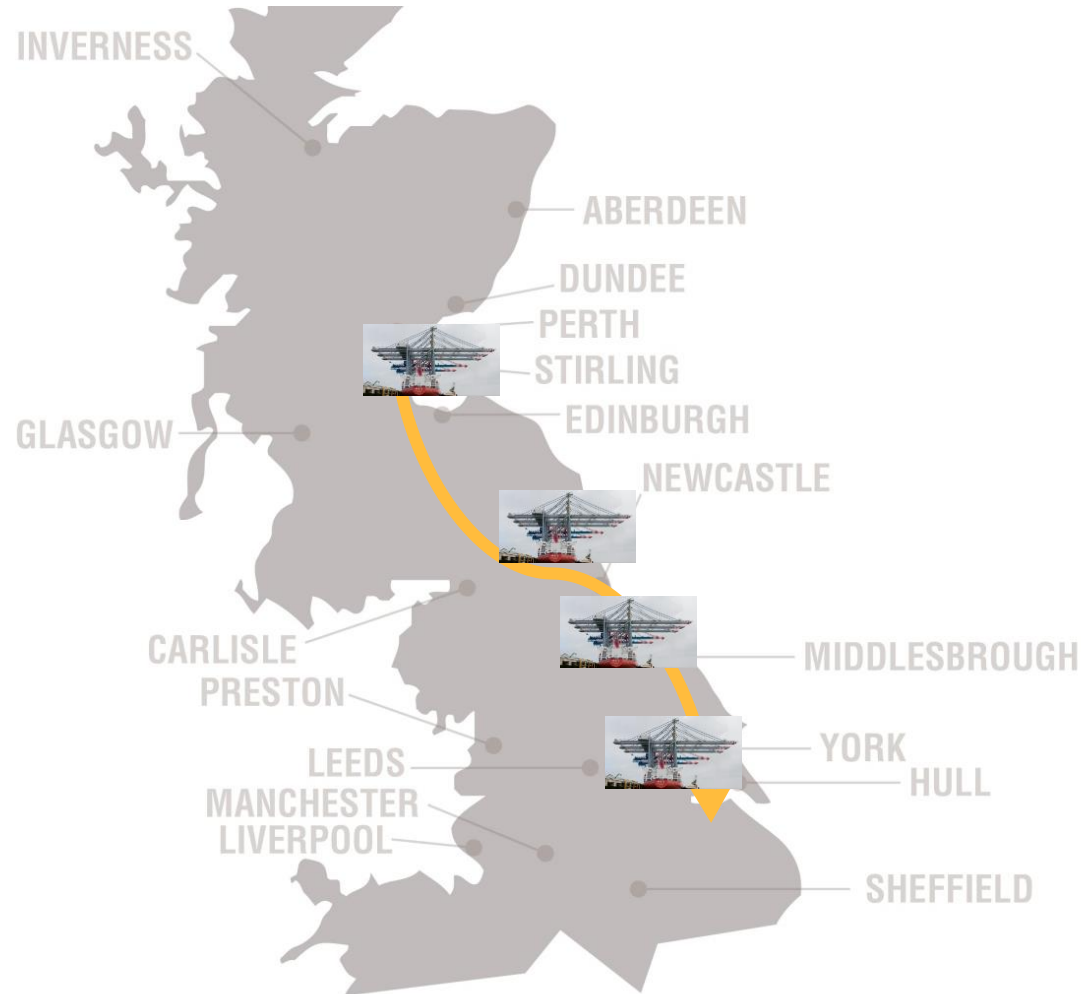 INVERNESS
ABERDEEN
DUNDEE
PERTH
STIRLING
EDINBURGH
GLASGOW
NEWCASTLE
CARLISLE
MIDDLESBROUGH
PRESTON
YORK
LEEDS
HULL
MANCHESTER
LIVERPOOL
SHEFFIELD